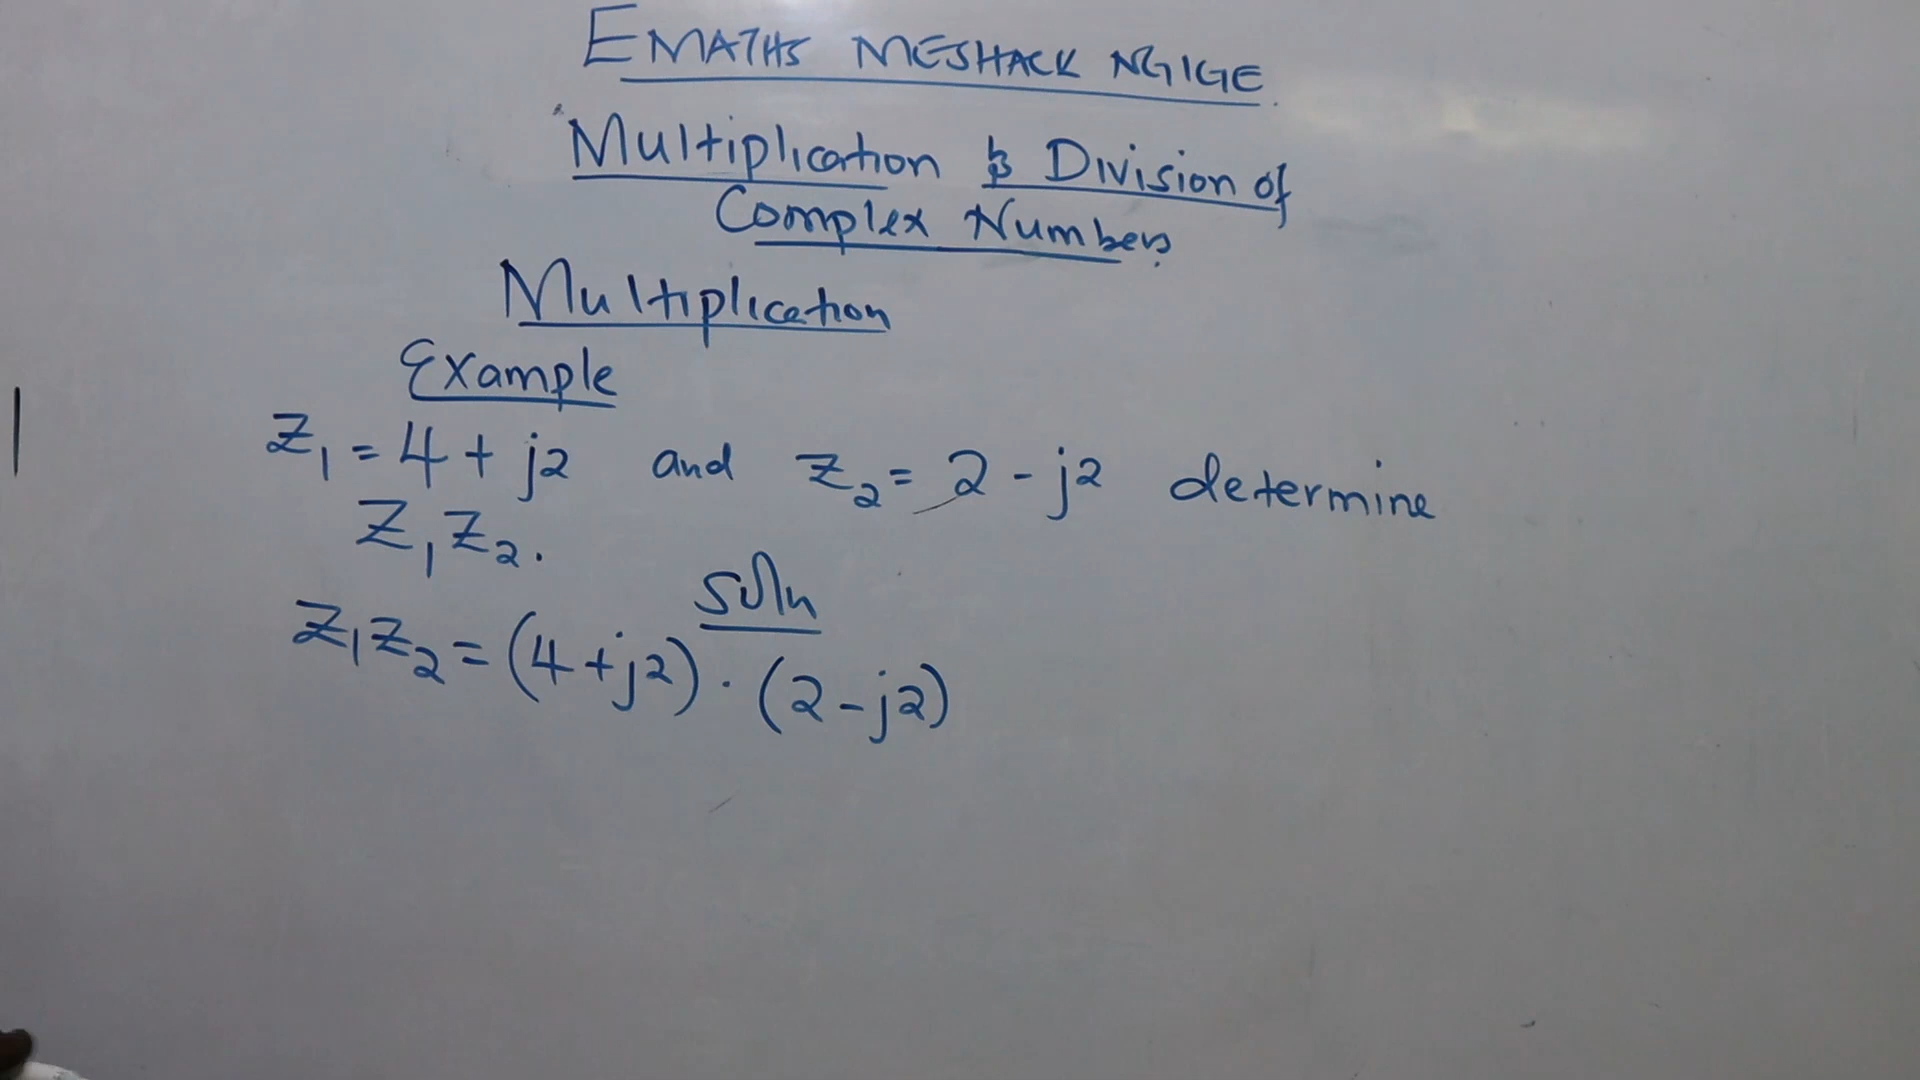 EMATHS MESHACK NGIGE
Multiplication & Division of
Complex Numbers
Multiplication
Example
Z₁ = 4 + j2 and Z₂ = 2 - j2 determine
Z₁Z₂.
Soln
Z₁Z₂ = (4+j2) · (2-j2)